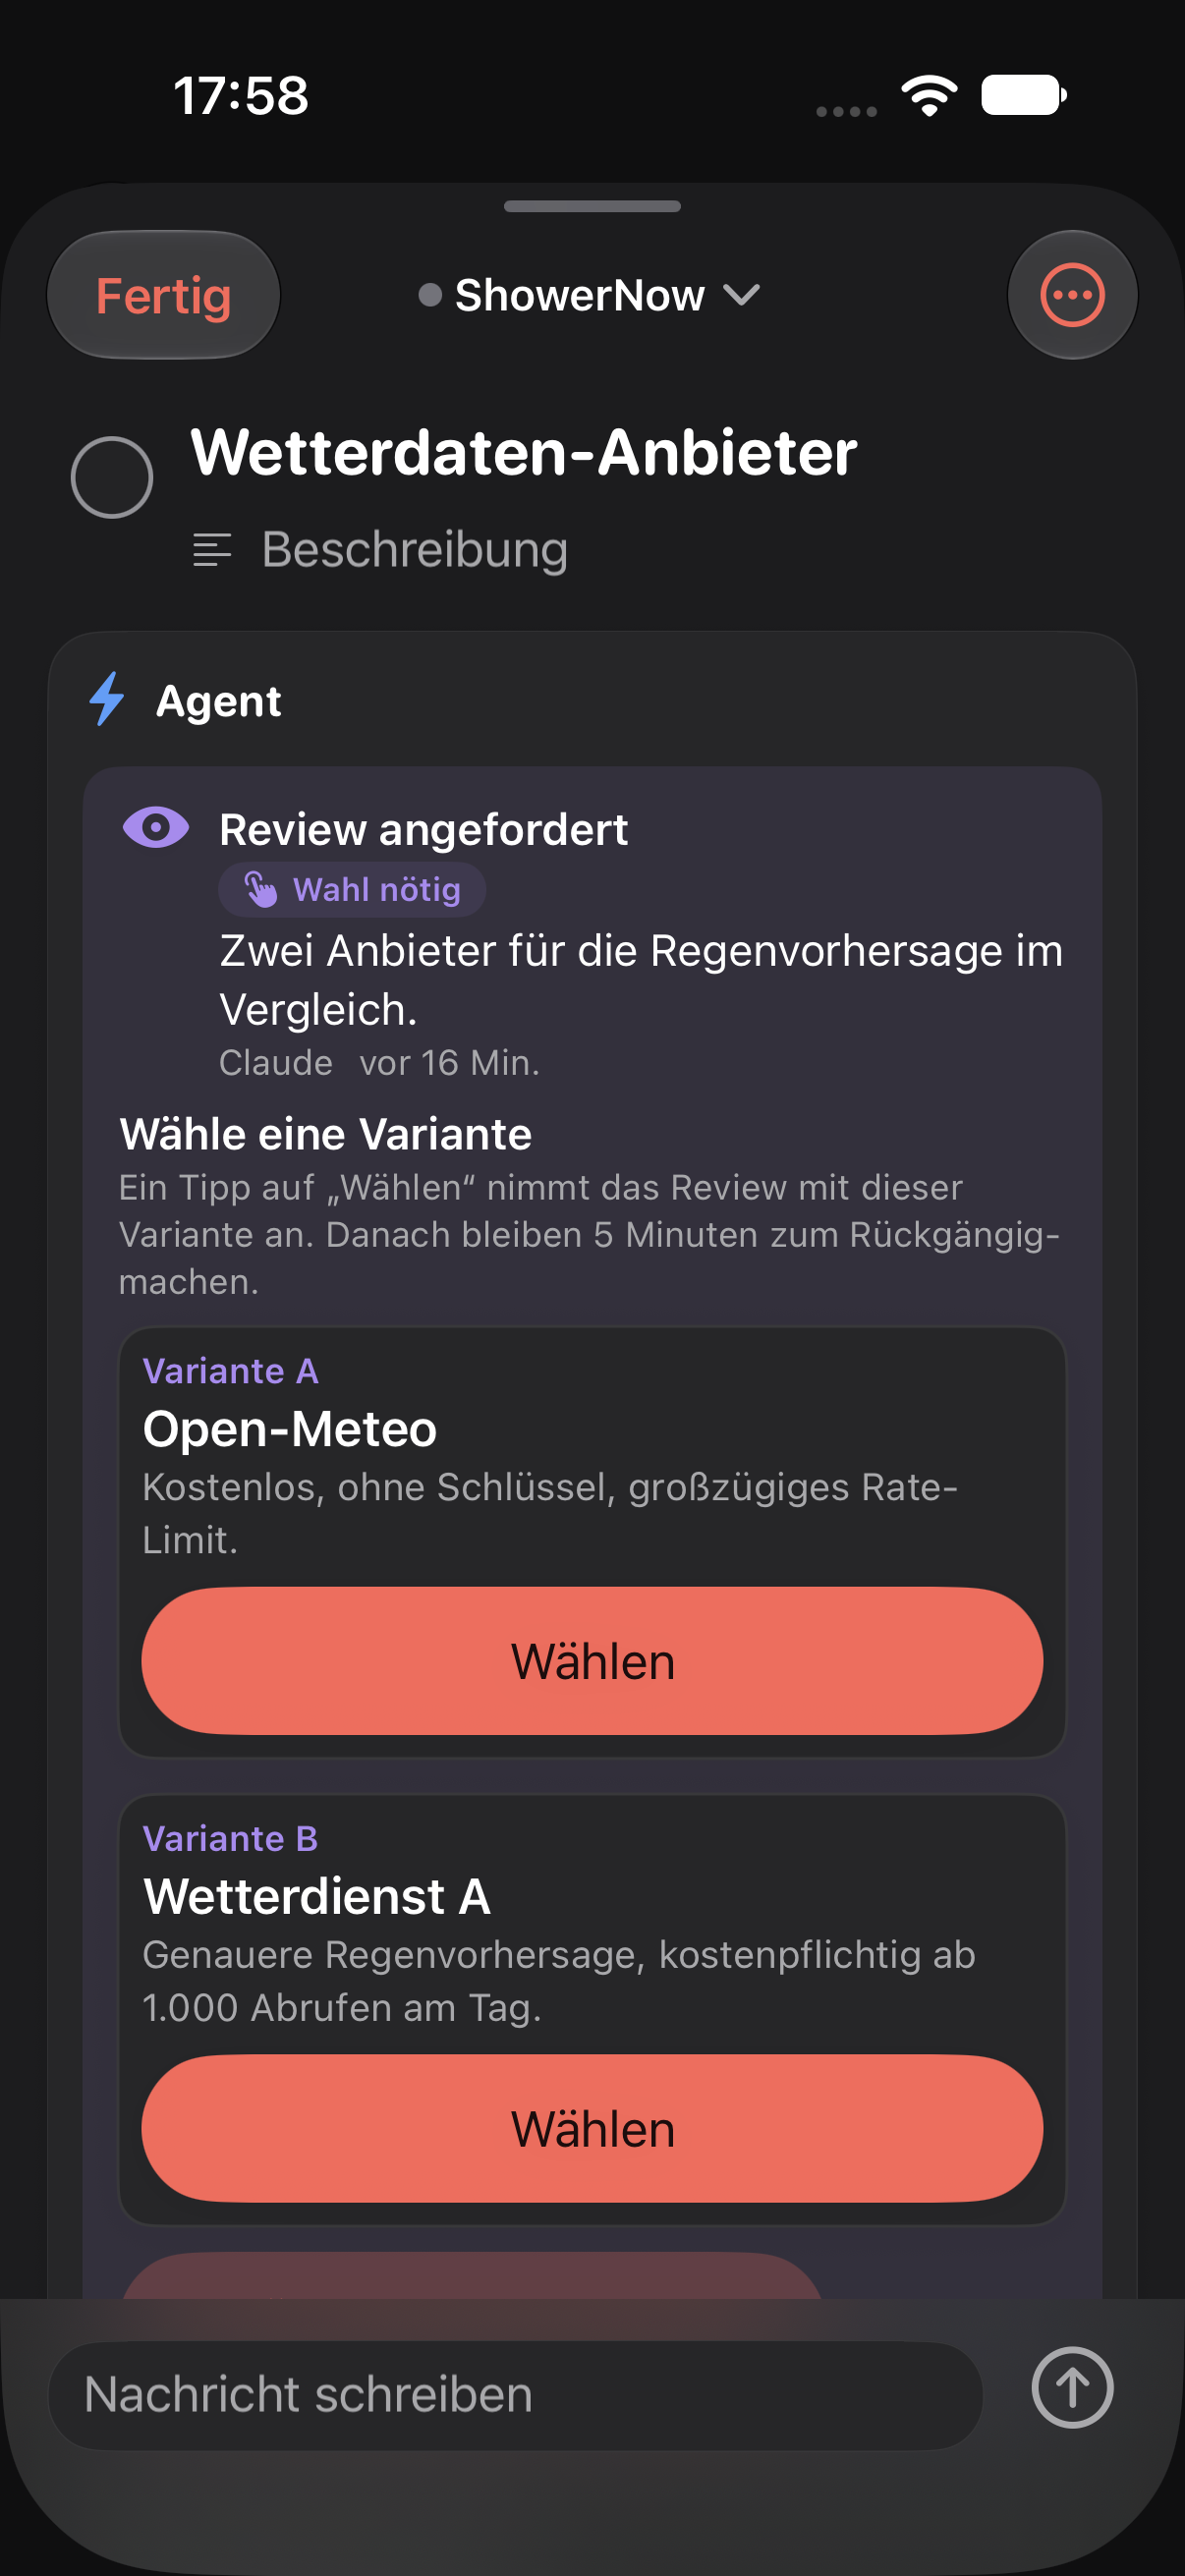 17:58
Fertig
ShowerNow
Wetterdaten-Anbieter
Beschreibung
Agent
Review angefordert
Wahl nötig
Zwei Anbieter für die Regenvorhersage im
Vergleich.
Claude vor 16 Min.
Wähle eine Variante
Ein Tipp auf „Wählen“ nimmt das Review mit dieser
Variante an. Danach bleiben 5 Minuten zum Rückgängig-
machen.
Variante A
Open-Meteo
Kostenlos, ohne Schlüssel, großzügiges Rate-
Limit.
Wählen
Variante B
Wetterdienst A
Genauere Regenvorhersage, kostenpflichtig ab
1.000 Abrufen am Tag.
Wählen
Nachricht schreiben